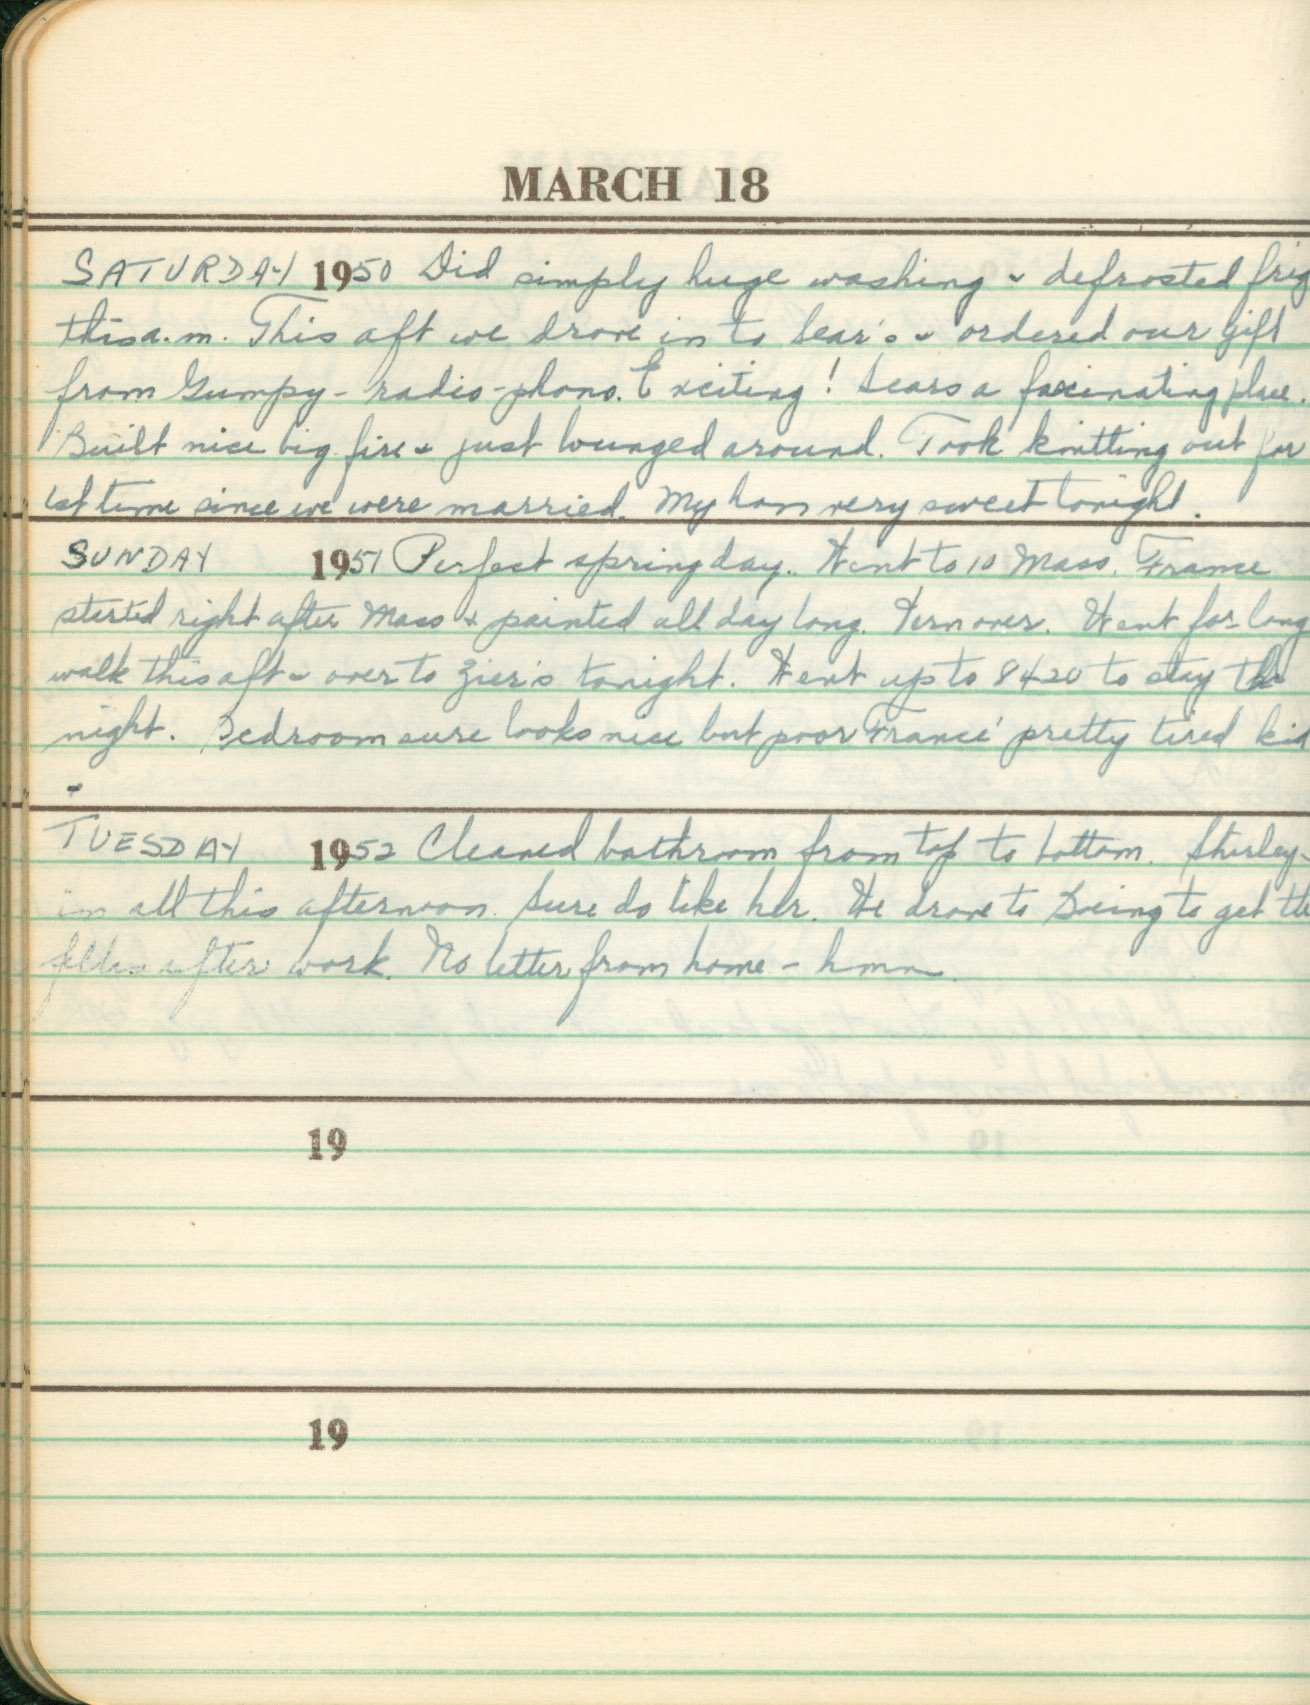 MARCH 18
SATURDAY 1950 Did simply huge washing & defrosted frig
this a.m. This aft we drove in to Sear's & ordered our gift
from Gumpy - radio-phono. Exciting! Sears a fascinating place.
Built nice big fire & just lounged around. Took knitting out for
1st time since we were married. My hon very sweet tonight.
SUNDAY 1951 Perfect spring day. Went to 10 Mass. France
started right after Mass & painted all day long. Vern over. Went for long
walk this aft & over to Zier's tonight. Went up to 8420 to stay the
night. Bedroom sure looks nice but poor France' pretty tired kid
-
TUESDAY 1952 Cleaned bathroom from top to bottom. Shirley
in all this afternoon. Sure do like her. We drove to Boeing to get the
fellas after work. No letter from home - hmn
19
19